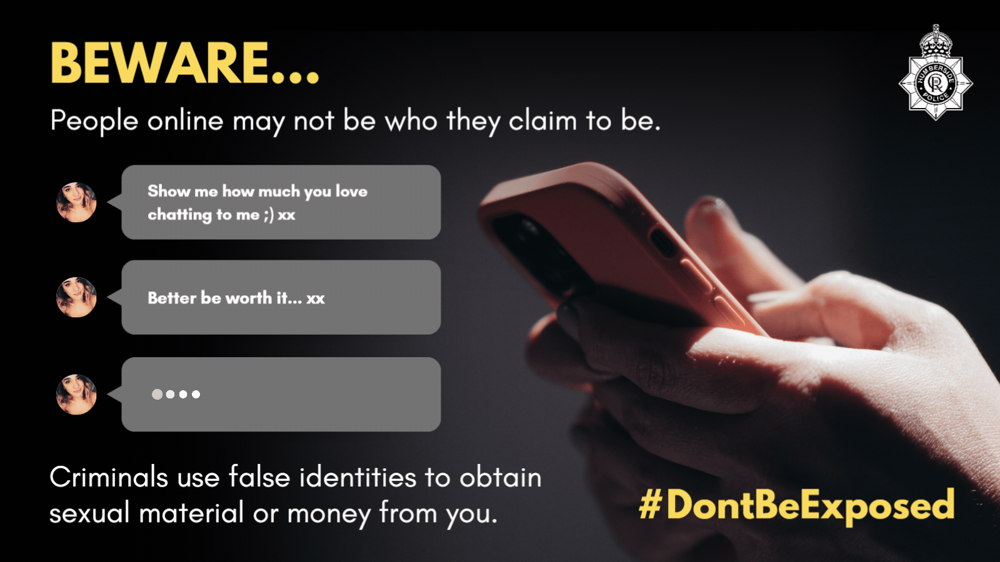 BEWARE...
HUMBERSIDE
CR
POLICE
People online may not be who they claim to be.
Show me how much you love
chatting to me ;) xx
Better be worth it... xx
Criminals use false identities to obtain
sexual material or money from you.
#DontBeExposed